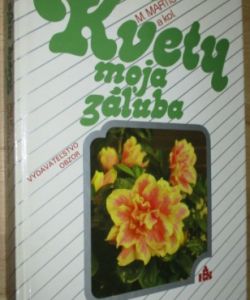 Kvety
M. MARTIŠ
a kol.
moja
záľuba
VYDAVATEĽSTVO
OBZOR